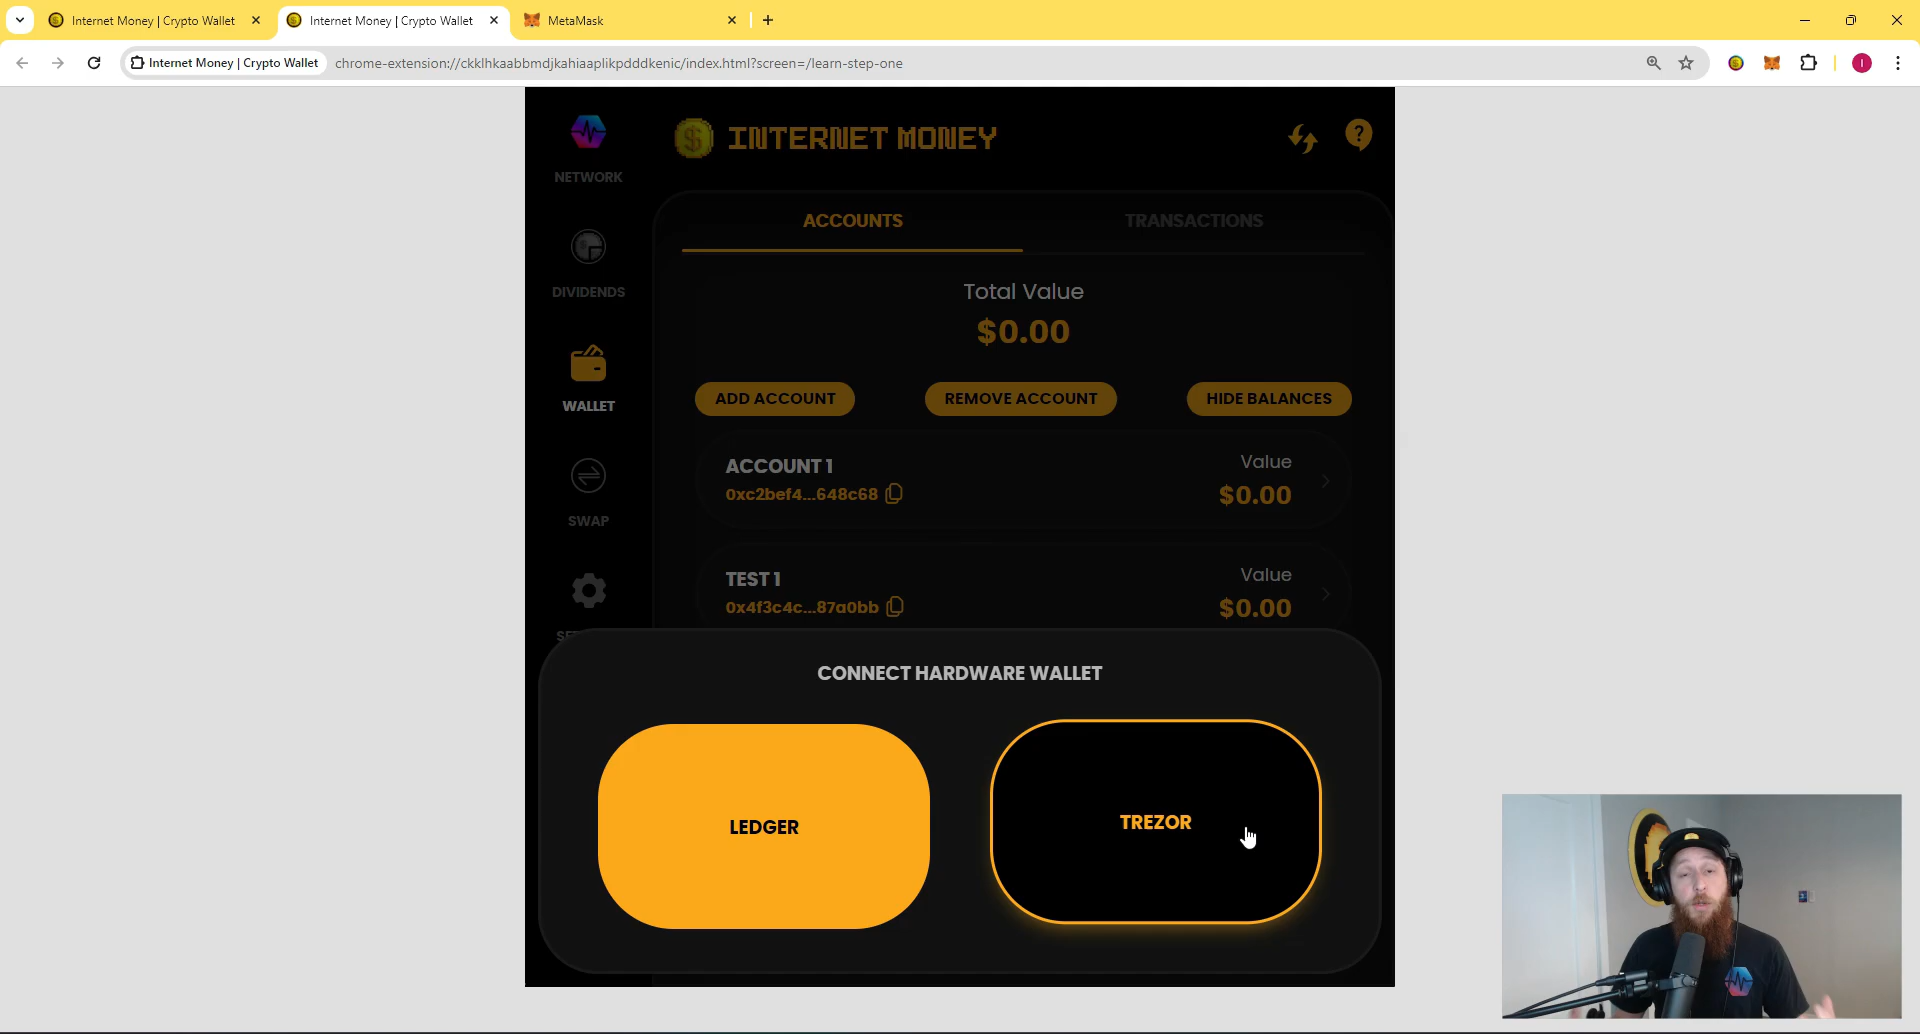 Internet Money | Crypto Wallet
Internet Money | Crypto Wallet
MetaMask
Internet Money | Crypto Wallet
chrome-extension://ckklhkaabbmdjkahiaaplikpdddkenic/index.html?screen=/learn-step-one
I
NETWORK
$ INTERNET MONEY
?
DIVIDENDS
WALLET
SWAP
ACCOUNTS
TRANSACTIONS
Total Value
$0.00
ADD ACCOUNT
REMOVE ACCOUNT
HIDE BALANCES
ACCOUNT 1
0xc2bef4...648c68
Value
$0.00
TEST 1
0x4f3c4c...87a0bb
Value
$0.00
CONNECT HARDWARE WALLET
LEDGER
TREZOR